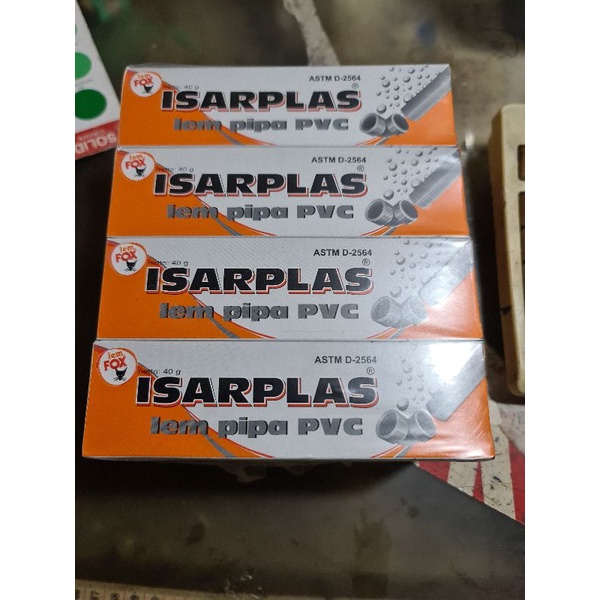 SOLID
lem
FOX
netto: 40 g
ASTM D-2564
ISARPLAS®
lem pipa PVC
lem
FOX
netto: 40 g
ASTM D-2564
ISARPLAS®
lem pipa PVC
lem
FOX
netto: 40 g
ASTM D-2564
ISARPLAS®
lem pipa PVC
lem
FOX
netto: 40 g
ASTM D-2564
ISARPLAS®
lem pipa PVC